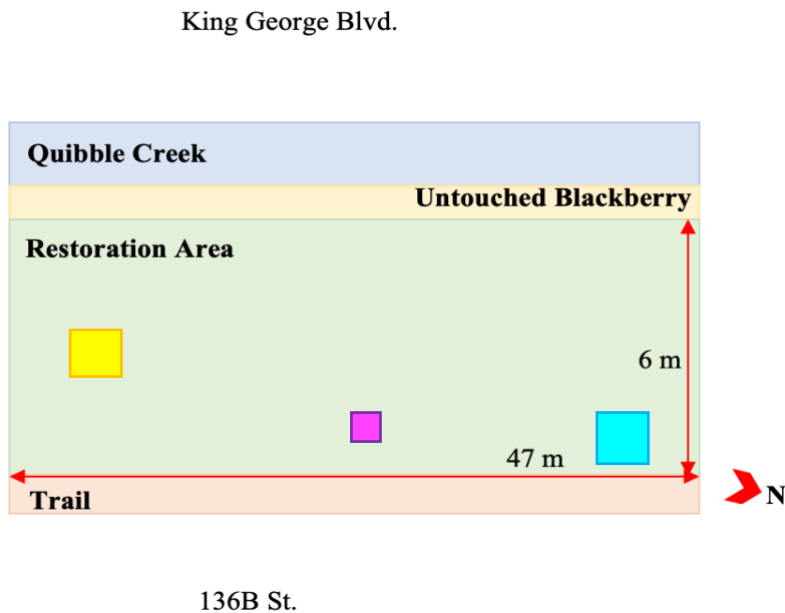 King George Blvd.
Quibble Creek
Untouched Blackberry
Restoration Area
6 m
47 m
N
Trail
136B St.